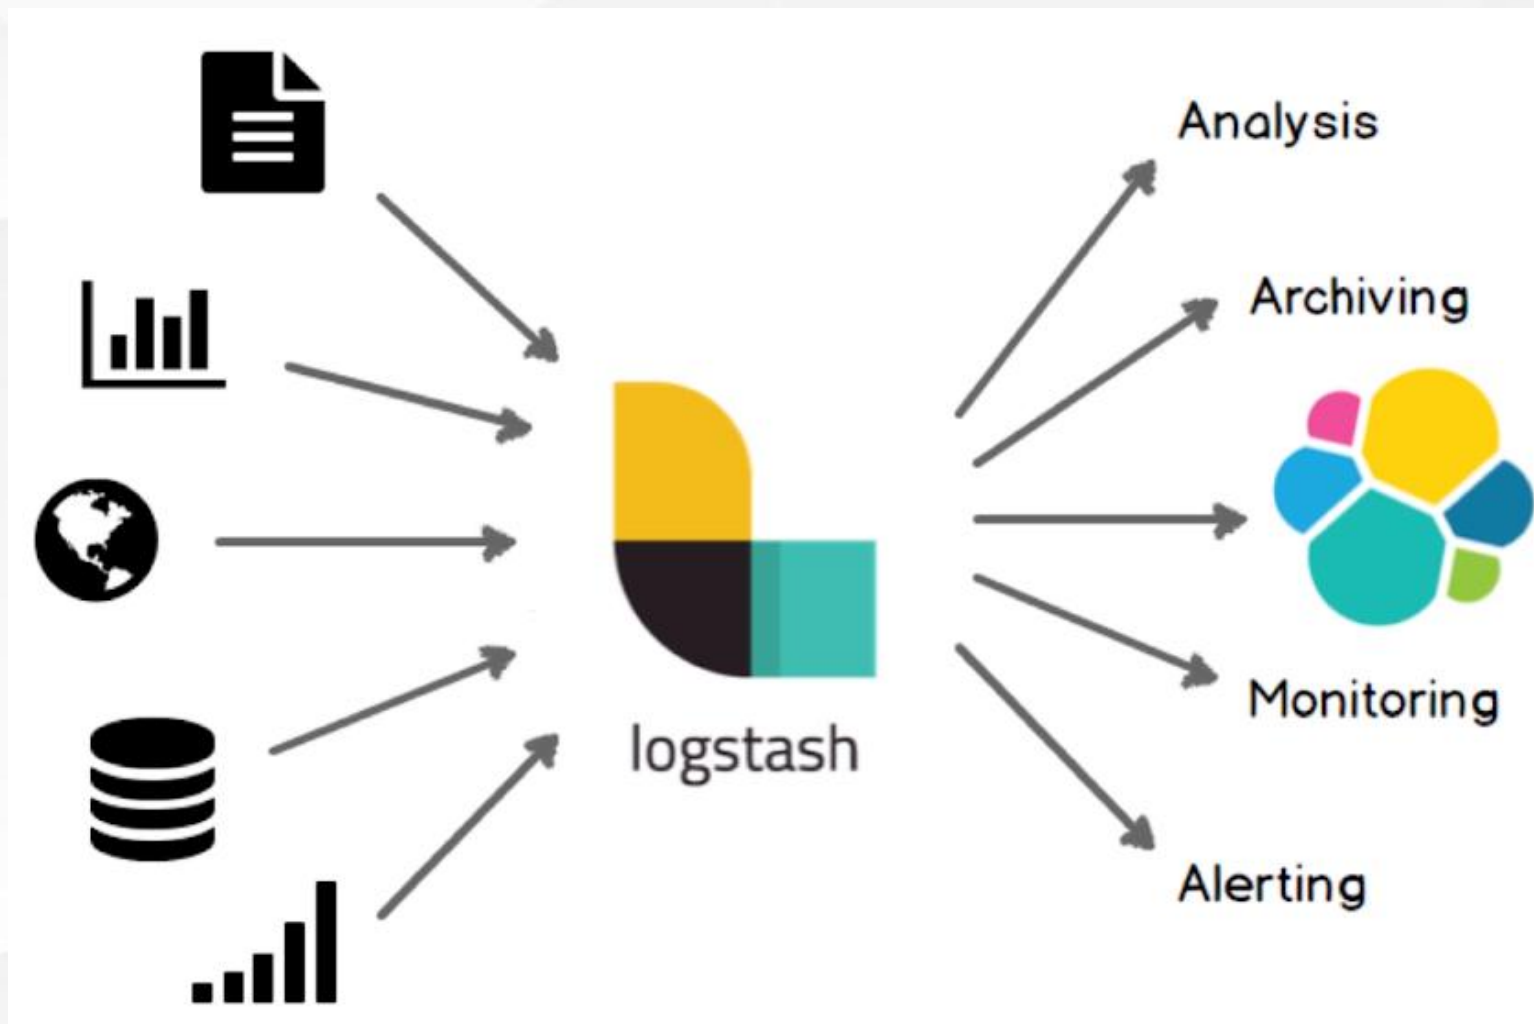 Analysis
Archiving
logstash
Monitoring
Alerting